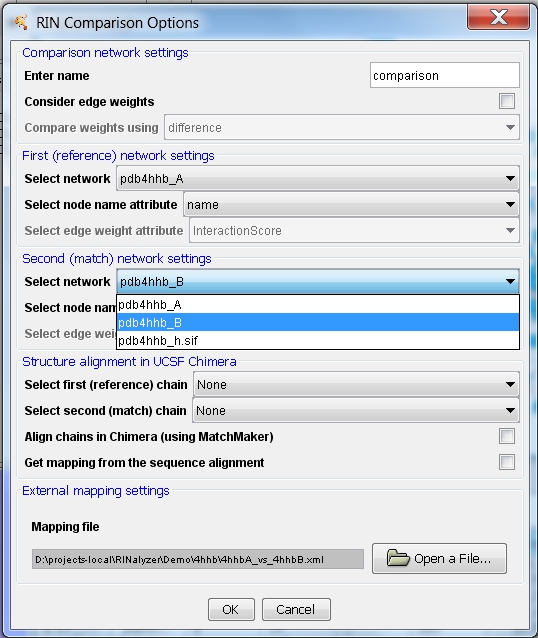 RIN Comparison Options
Comparison network settings
Enter name comparison
Consider edge weights
Compare weights using difference
First (reference) network settings
Select network pdb4hhb_A
Select node name attribute name
Select edge weight attribute InteractionScore
Second (match) network settings
Select network pdb4hhb_B
Select node nam
pdb4hhb_A
pdb4hhb_B
Select edge wei
pdb4hhb_h.sif
Structure alignment in UCSF Chimera
Select first (reference) chain None
Select second (match) chain None
Align chains in Chimera (using MatchMaker)
Get mapping from the sequence alignment
External mapping settings
Mapping file
D:\projects-local\RINalyzer\Demo\4hhb\4hhbA_vs_4hhbB.xml Open a File...
OK Cancel